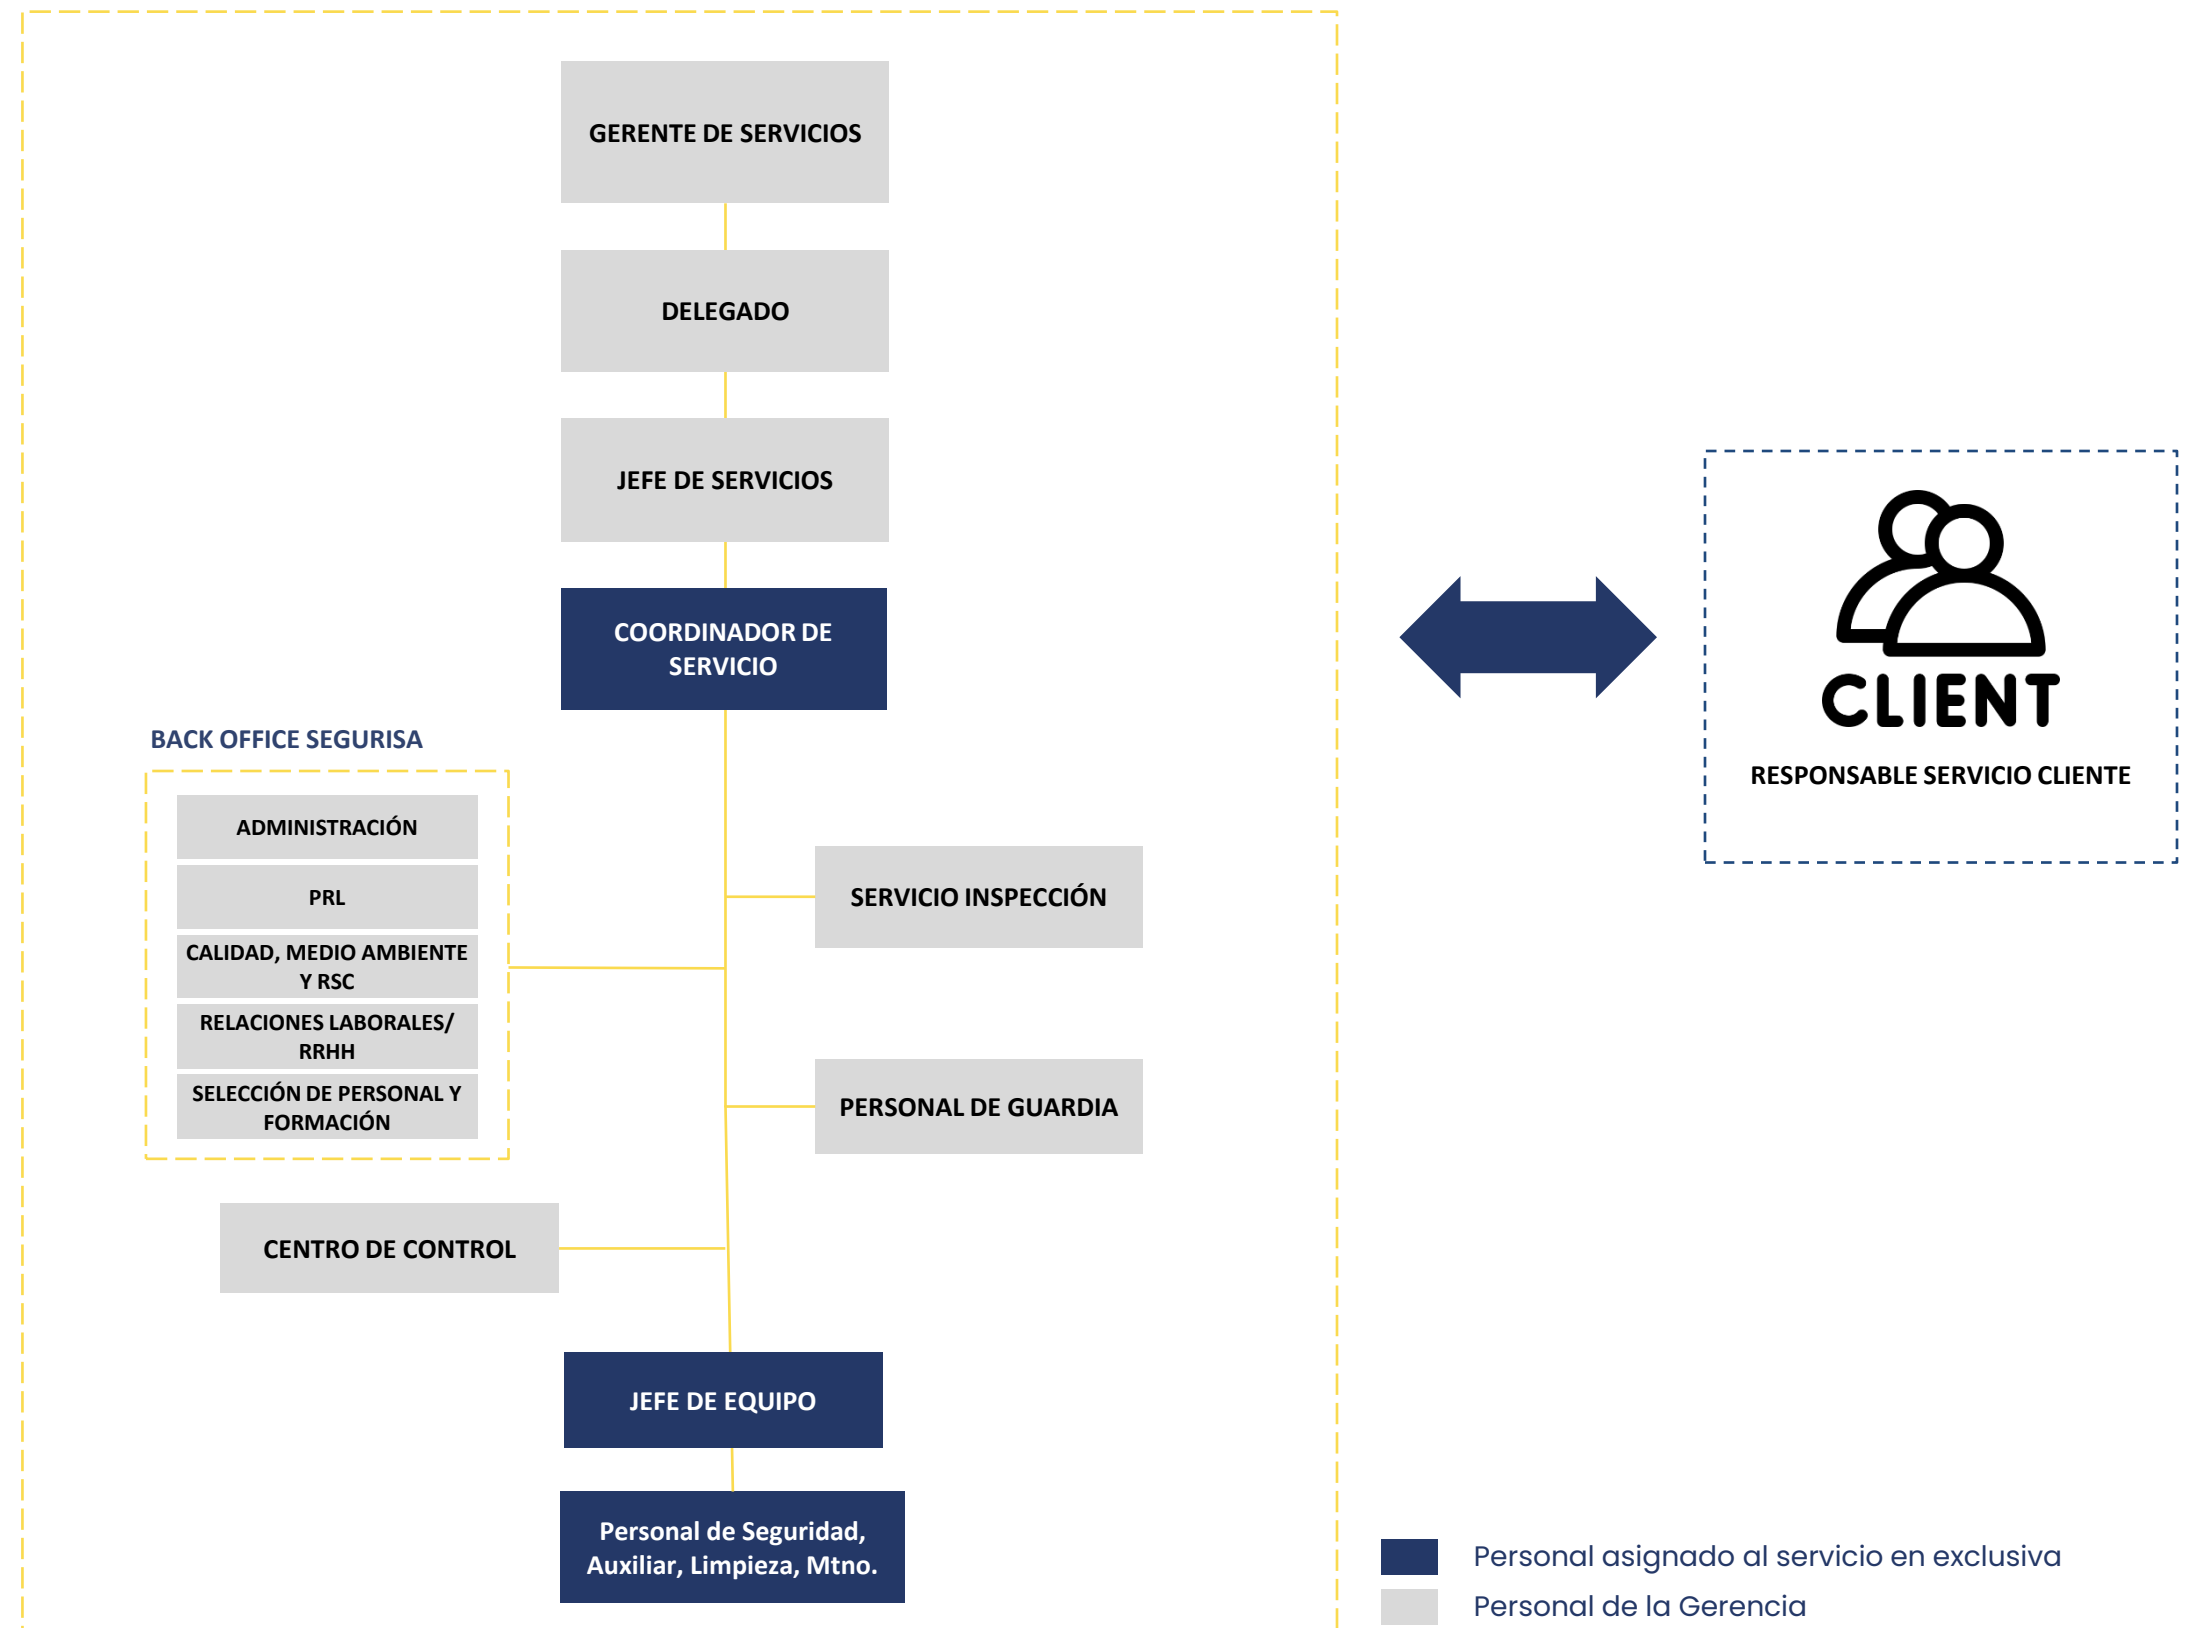 GERENTE DE SERVICIOS
DELEGADO
JEFE DE SERVICIOS
COORDINADOR DE
SERVICIO
BACK OFFICE SEGURISA
ADMINISTRACIÓN
PRL
CALIDAD, MEDIO AMBIENTE
Y RSC
RELACIONES LABORALES/
RRHH
SELECCIÓN DE PERSONAL Y
FORMACIÓN
SERVICIO INSPECCIÓN
PERSONAL DE GUARDIA
CENTRO DE CONTROL
JEFE DE EQUIPO
Personal de Seguridad,
Auxiliar, Limpieza, Mtno.
CLIENT
RESPONSABLE SERVICIO CLIENTE
Personal asignado al servicio en exclusiva
Personal de la Gerencia